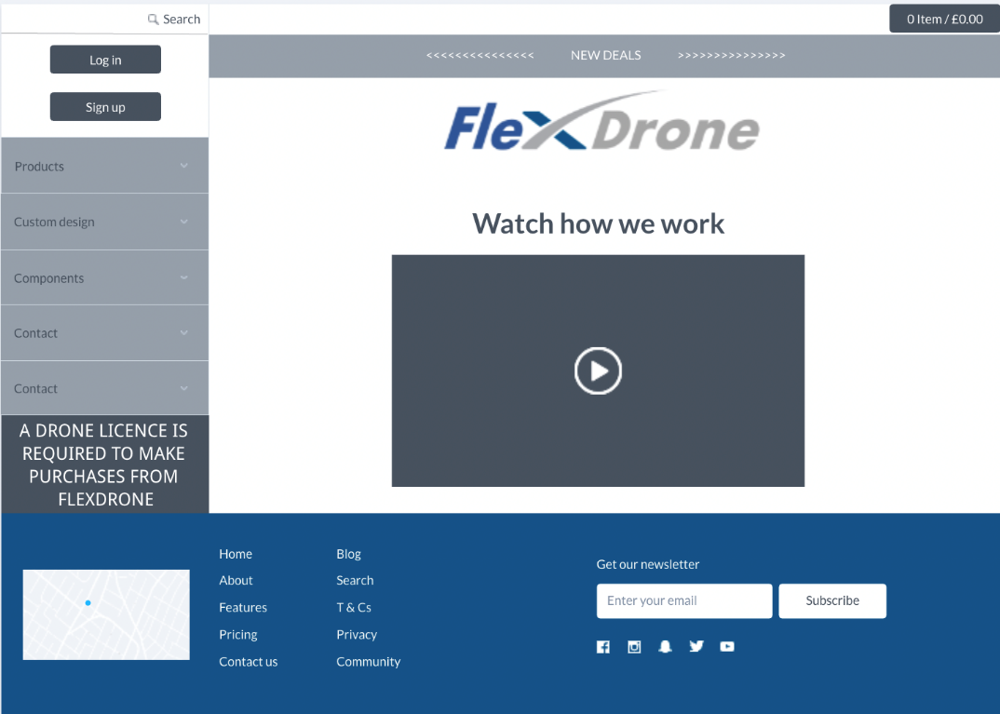 Search
0 Item / £0.00
Log in
Sign up
<<<<<<<<<<<<<<< NEW DEALS >>>>>>>>>>>>>>>
FleXDrone
Products
Custom design
Components
Contact
Contact
A DRONE LICENCE IS
REQUIRED TO MAKE
PURCHASES FROM
FLEXDRONE
Watch how we work
Home
About
Features
Pricing
Contact us
Blog
Search
T & Cs
Privacy
Community
Get our newsletter
Enter your email
Subscribe